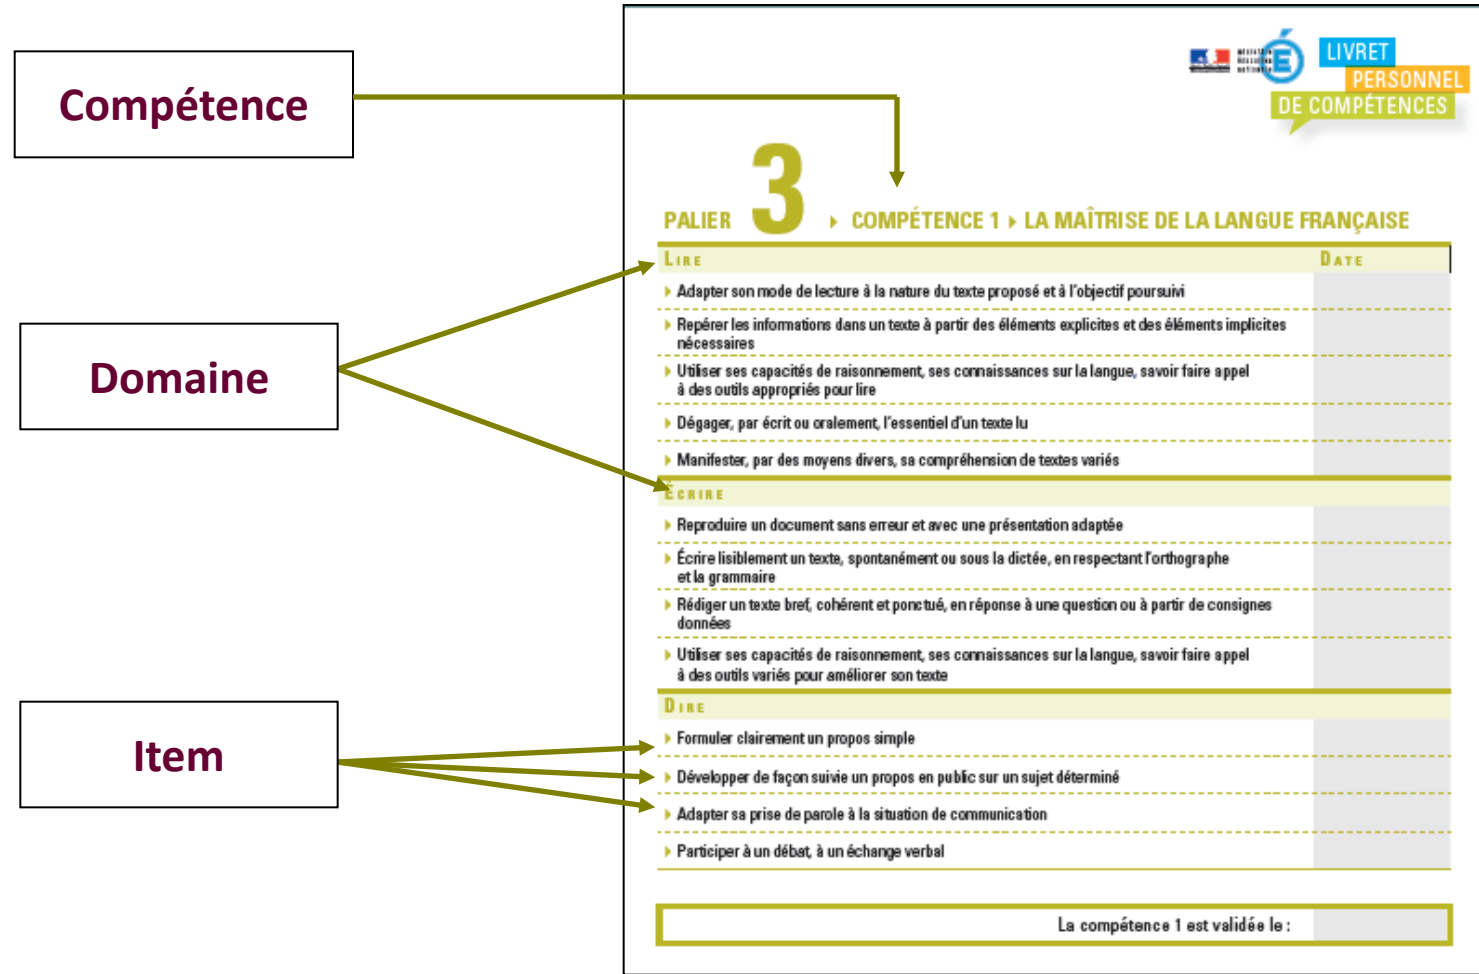 Compétence
Domaine
Item
LIVRET
PERSONNEL
DE COMPÉTENCES
PALIER 3 COMPÉTENCE 1 LA MAÎTRISE DE LA LANGUE FRANÇAISE
LIRE DATE
Adapter son mode de lecture à la nature du texte proposé et à l'objectif poursuivi
Repérer les informations dans un texte à partir des éléments explicites et des éléments implicites
nécessaires
Utiliser ses capacités de raisonnement, ses connaissances sur la langue, savoir faire appel
à des outils appropriés pour lire
Dégager, par écrit ou oralement, l'essentiel d'un texte lu
Manifester, par des moyens divers, sa compréhension de textes variés
ÉCRIRE
Reproduire un document sans erreur et avec une présentation adaptée
Écrire lisiblement un texte, spontanément ou sous la dictée, en respectant l'orthographe
et la grammaire
Rédiger un texte bref, cohérent et ponctué, en réponse à une question ou à partir de consignes
données
Utiliser ses capacités de raisonnement, ses connaissances sur la langue, savoir faire appel
à des outils variés pour améliorer son texte
DIRE
Formuler clairement un propos simple
Développer de façon suivie un propos en public sur un sujet déterminé
Adapter sa prise de parole à la situation de communication
Participer à un débat, à un échange verbal
La compétence 1 est validée le :